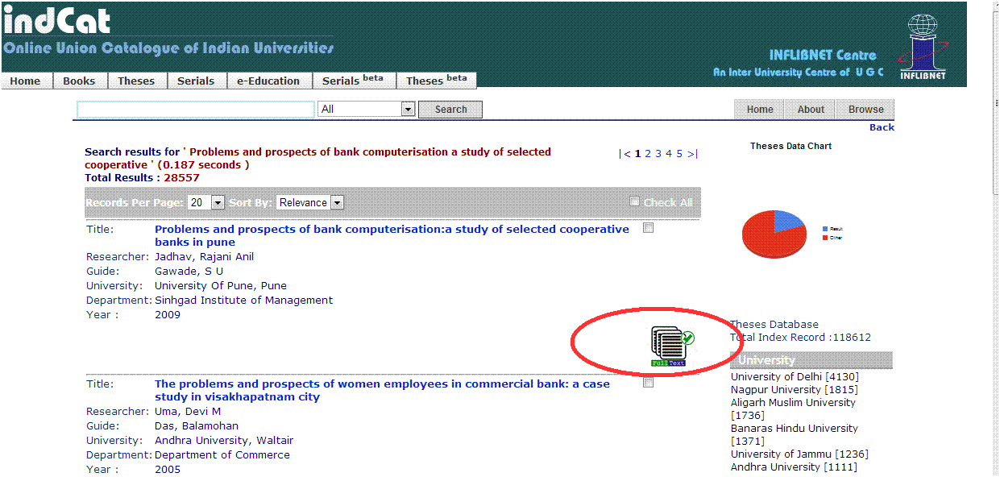 indCat
Online Union Catalogue of Indian Universities
INFLIBNET Centre
An Inter University Centre of U G C
INFLIBNET
Home Books Theses Serials e-Education Serials beta Theses beta
All Search Home About Browse
Back
Search results for ' Problems and prospects of bank computerisation a study of selected
cooperative ' (0.187 seconds )
Total Results : 28557
|< 1 2 3 4 5 >|
Records Per Page: 20 Sort By: Relevance Check All
Title: Problems and prospects of bank computerisation:a study of selected cooperative
banks in pune
Researcher: Jadhav, Rajani Anil
Guide: Gawade, S U
University: University Of Pune, Pune
Department: Sinhgad Institute of Management
Year : 2009
Full Text
Title: The problems and prospects of women employees in commercial bank: a case
study in visakhapatnam city
Researcher: Uma, Devi M
Guide: Das, Balamohan
University: Andhra University, Waltair
Department: Department of Commerce
Year : 2005
Theses Data Chart
Result
Other
Theses Database
Total Index Record :118612
University
University of Delhi [4130]
Nagpur University [1815]
Aligarh Muslim University
[1736]
Banaras Hindu University
[1371]
University of Jammu [1236]
Andhra University [1111]